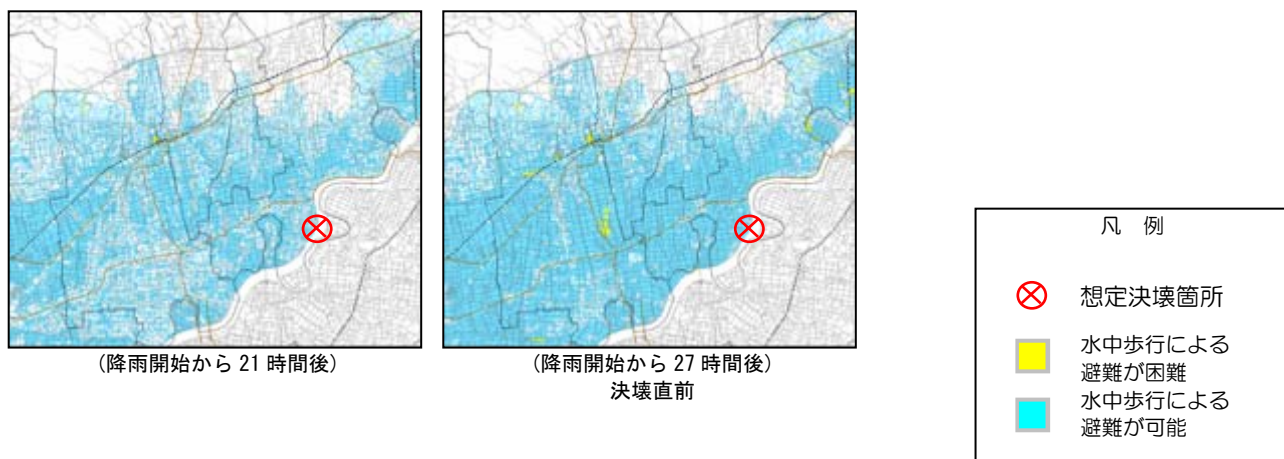 (降雨開始から 21 時間後)
(降雨開始から 27 時間後)
決壊直前
凡 例
想定決壊箇所
水中歩行による
避難が困難
水中歩行による
避難が可能